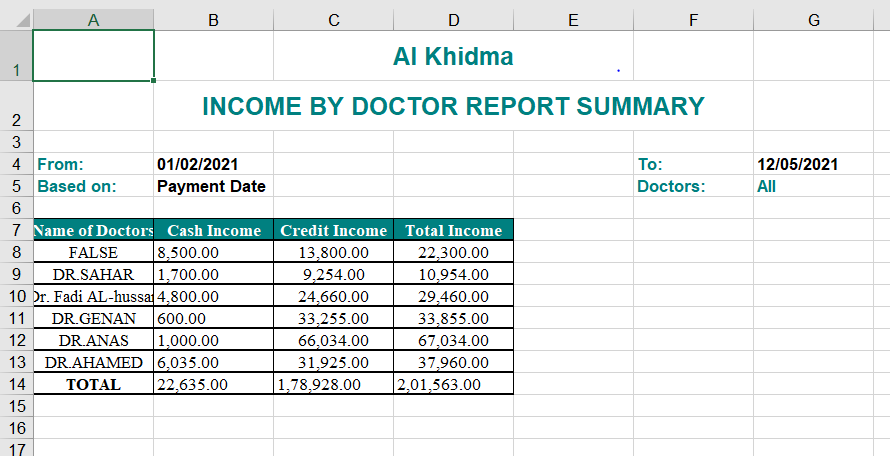 A B C D E F G
1 Al Khidma
2 INCOME BY DOCTOR REPORT SUMMARY
3
4 From: 01/02/2021 To: 12/05/2021
5 Based on: Payment Date Doctors: All
6
7 Name of Doctors Cash Income Credit Income Total Income
8 FALSE 8,500.00 13,800.00 22,300.00
9 DR.SAHAR 1,700.00 9,254.00 10,954.00
10 Dr. Fadi AL-hussai 4,800.00 24,660.00 29,460.00
11 DR.GENAN 600.00 33,255.00 33,855.00
12 DR.ANAS 1,000.00 66,034.00 67,034.00
13 DR.AHAMED 6,035.00 31,925.00 37,960.00
14 TOTAL 22,635.00 1,78,928.00 2,01,563.00
15
16
17